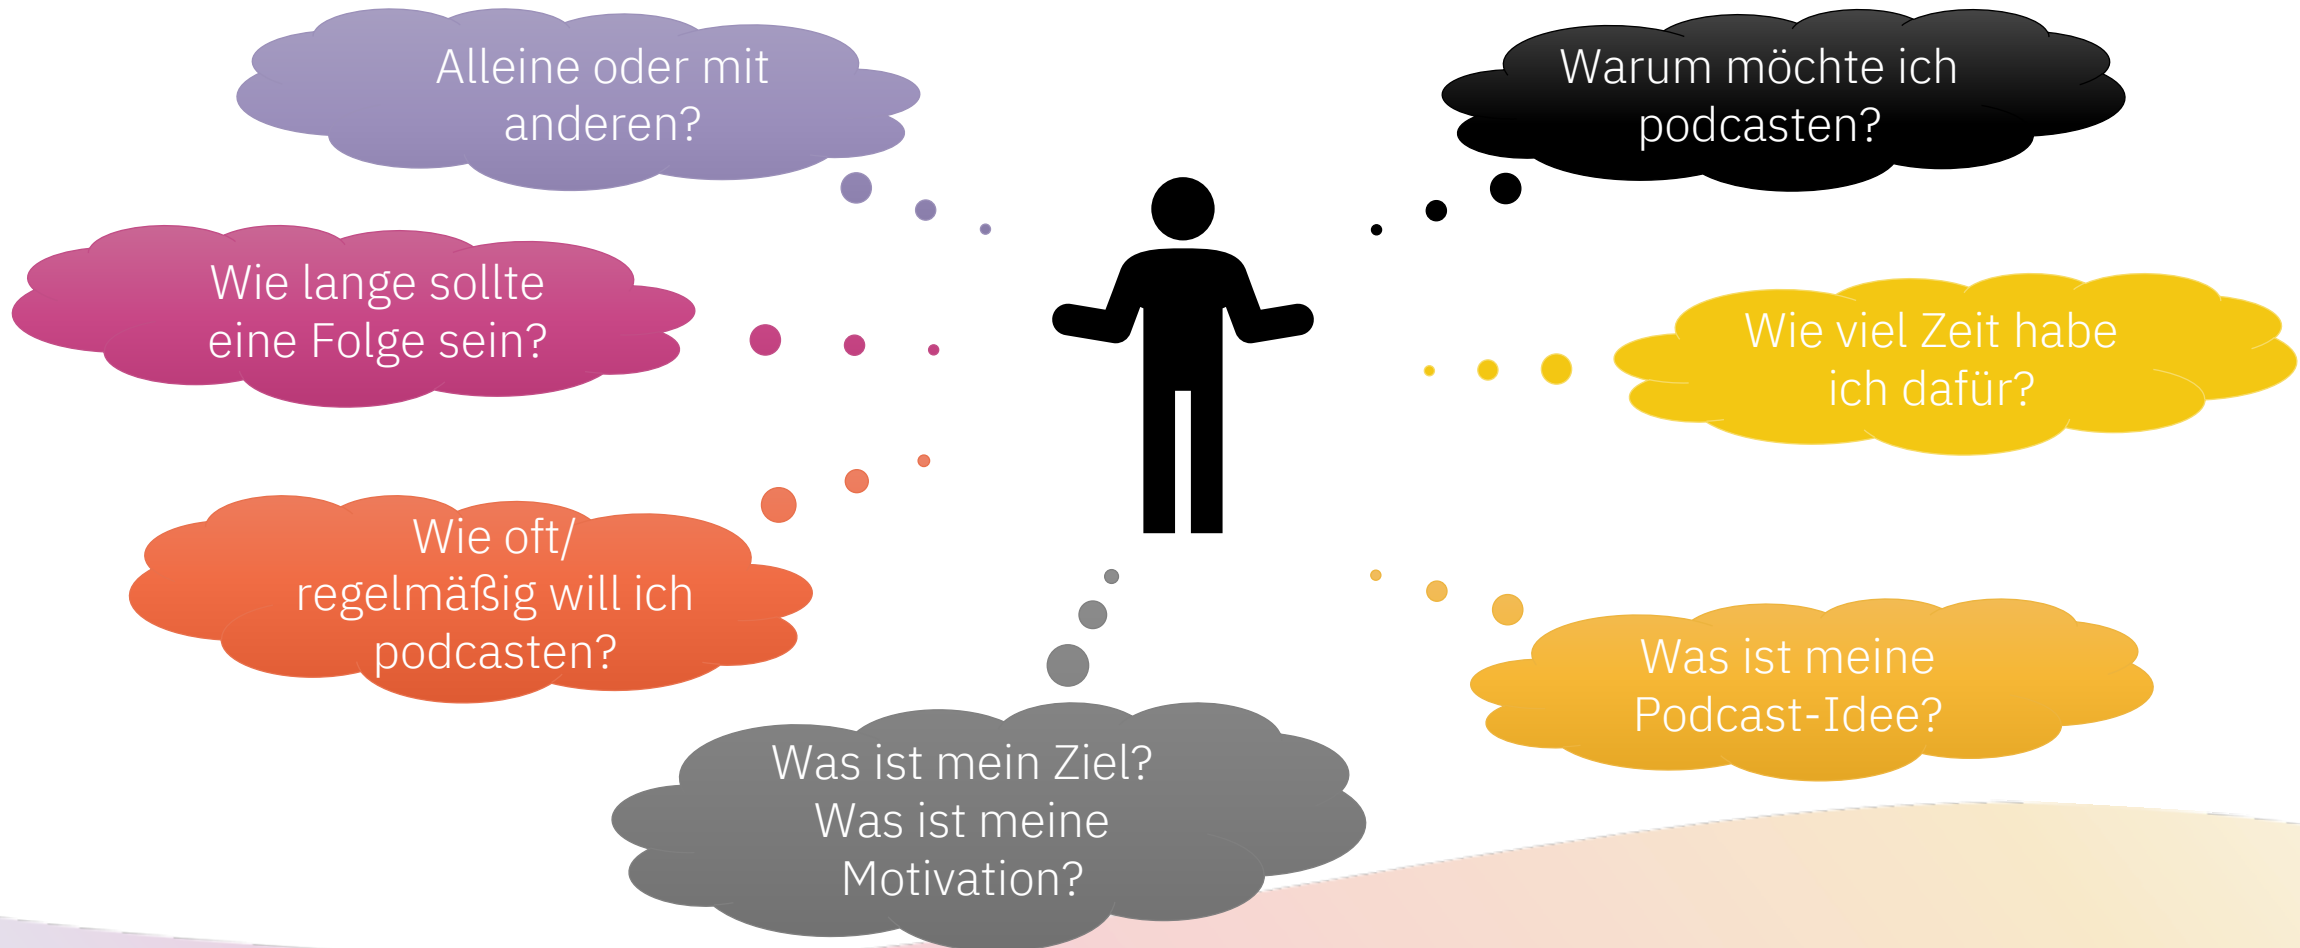 Alleine oder mit
anderen?
Warum möchte ich
podcasten?
Wie lange sollte
eine Folge sein?
Wie viel Zeit habe
ich dafür?
Wie oft/
regelmäßig will ich
podcasten?
Was ist meine
Podcast-Idee?
Was ist mein Ziel?
Was ist meine
Motivation?